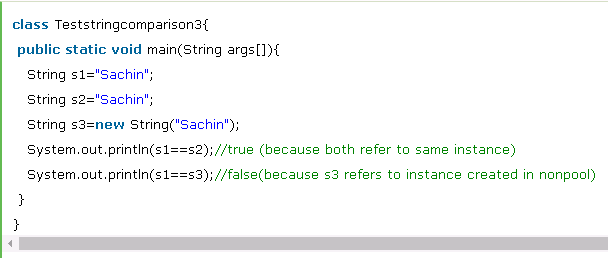 class Teststringcomparison3{
public static void main(String args[]){
String s1="Sachin";
String s2="Sachin";
String s3=new String("Sachin");
System.out.println(s1==s2);//true (because both refer to same instance)
System.out.println(s1==s3);//false(because s3 refers to instance created in nonpool)
}
}